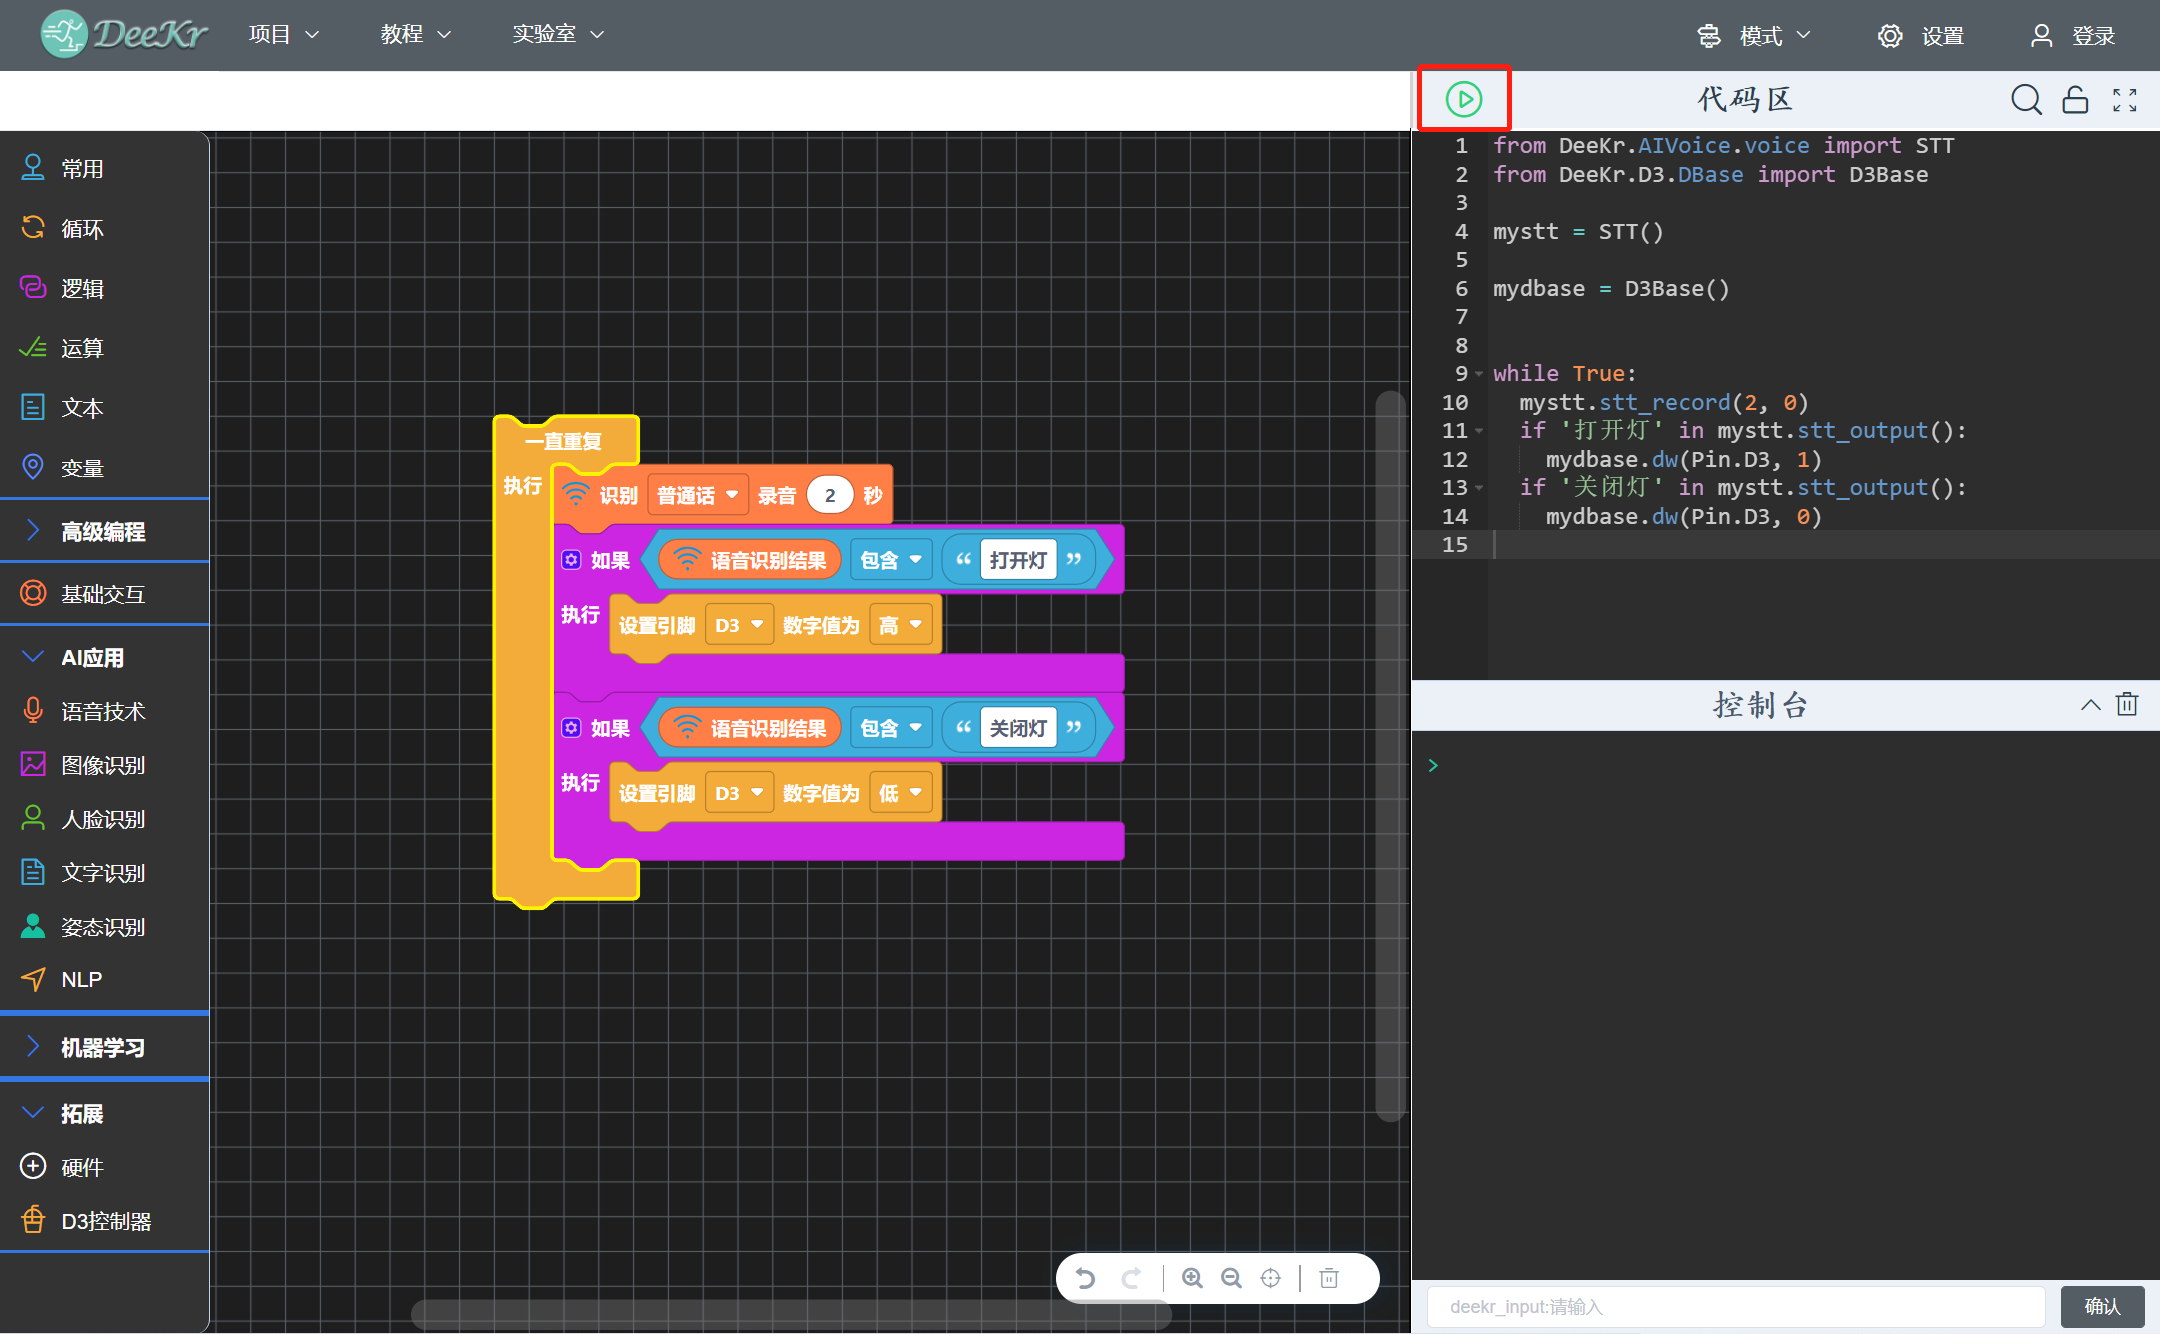 DeeKr 项目 教程 实验室 模式 设置 登录
代码区
常用
循环
逻辑
运算
文本
变量
高级编程
基础交互
AI应用
语音技术
图像识别
人脸识别
文字识别
姿态识别
NLP
机器学习
拓展
硬件
D3控制器
一直重复
执行 识别 普通话 录音 2 秒
如果 语音识别结果 包含 “ 打开灯 ”
执行 设置引脚 D3 数字值为 高
如果 语音识别结果 包含 “ 关闭灯 ”
执行 设置引脚 D3 数字值为 低
1 from DeeKr.AIVoice.voice import STT
2 from DeeKr.D3.DBase import D3Base
3
4 mystt = STT()
5
6 mydbase = D3Base()
7
8
9 while True:
10 mystt.stt_record(2, 0)
11 if '打开灯' in mystt.stt_output():
12 mydbase.dw(Pin.D3, 1)
13 if '关闭灯' in mystt.stt_output():
14 mydbase.dw(Pin.D3, 0)
15
控制台
>
deekr_input:请输入 确认